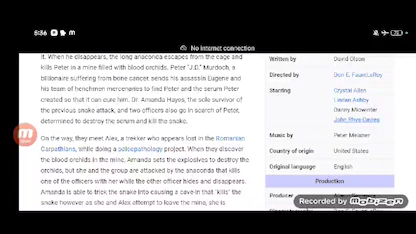 5:36
No internet connection
it. When he disappears, the long anaconda escapes from the cage and
kills Peter in a mine filled with blood orchids. Peter "J.D." Murdoch, a
billionaire suffering from bone cancer, sends his assassin Eugene and
his team of henchmen mercenaries to find Peter and the serum Peter
created so that it can cure him. Dr. Amanda Hayes, the sole survivor of
the previous snake attack, and two officers also go in search of Peter,
determined to destroy the serum and kill the snake.
On the way, they meet Alex, a trekker who appears lost in the Romanian
Carpathians, while doing a paleopathology project. When they discover
the blood orchids in the mine, Amanda sets the explosives to destroy the
orchids, but she and the group are attacked by the anaconda that kills
one of the officers with her while the other officer hides and disappears.
Amanda is able to trick the snake into causing a cave in that 'kills' the
snake however as she and Alex attempt to leave the mine, she is
Written by David Olson
Directed by Don E. FauntLeRoy
Starring Crystal Allen
Linden Ashby
Danny Midwinter
John Rhys-Davies
Music by Peter Meisner
Country of origin United States
Original language English
Production
Producer
Recorded by mobizen